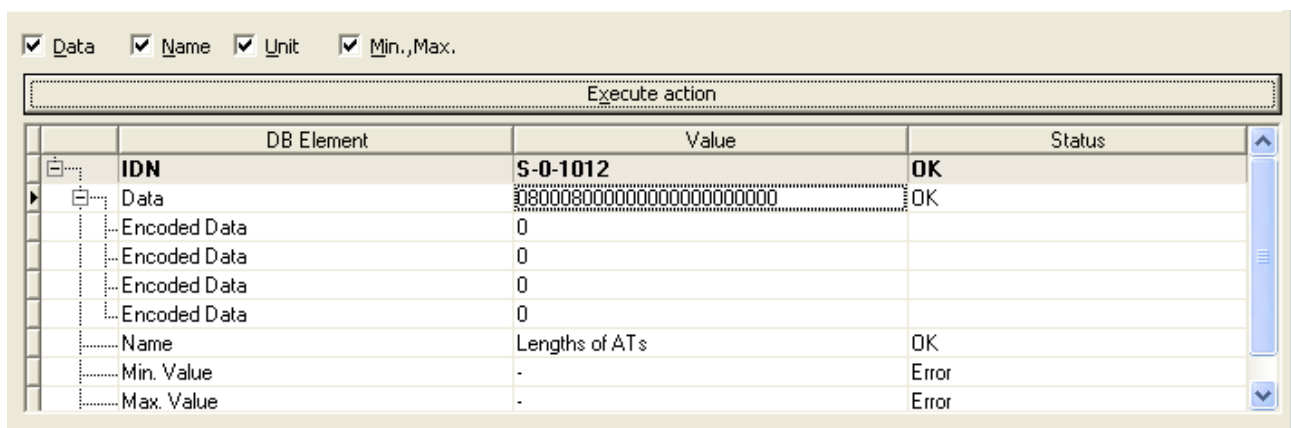 Data Name Unit Min.,Max.
Execute action
DB Element Value Status
IDN S-0-1012 OK
Data 080008000000000000000000 OK
Encoded Data 0
Encoded Data 0
Encoded Data 0
Encoded Data 0
Name Lengths of ATs OK
Min. Value - Error
Max. Value - Error